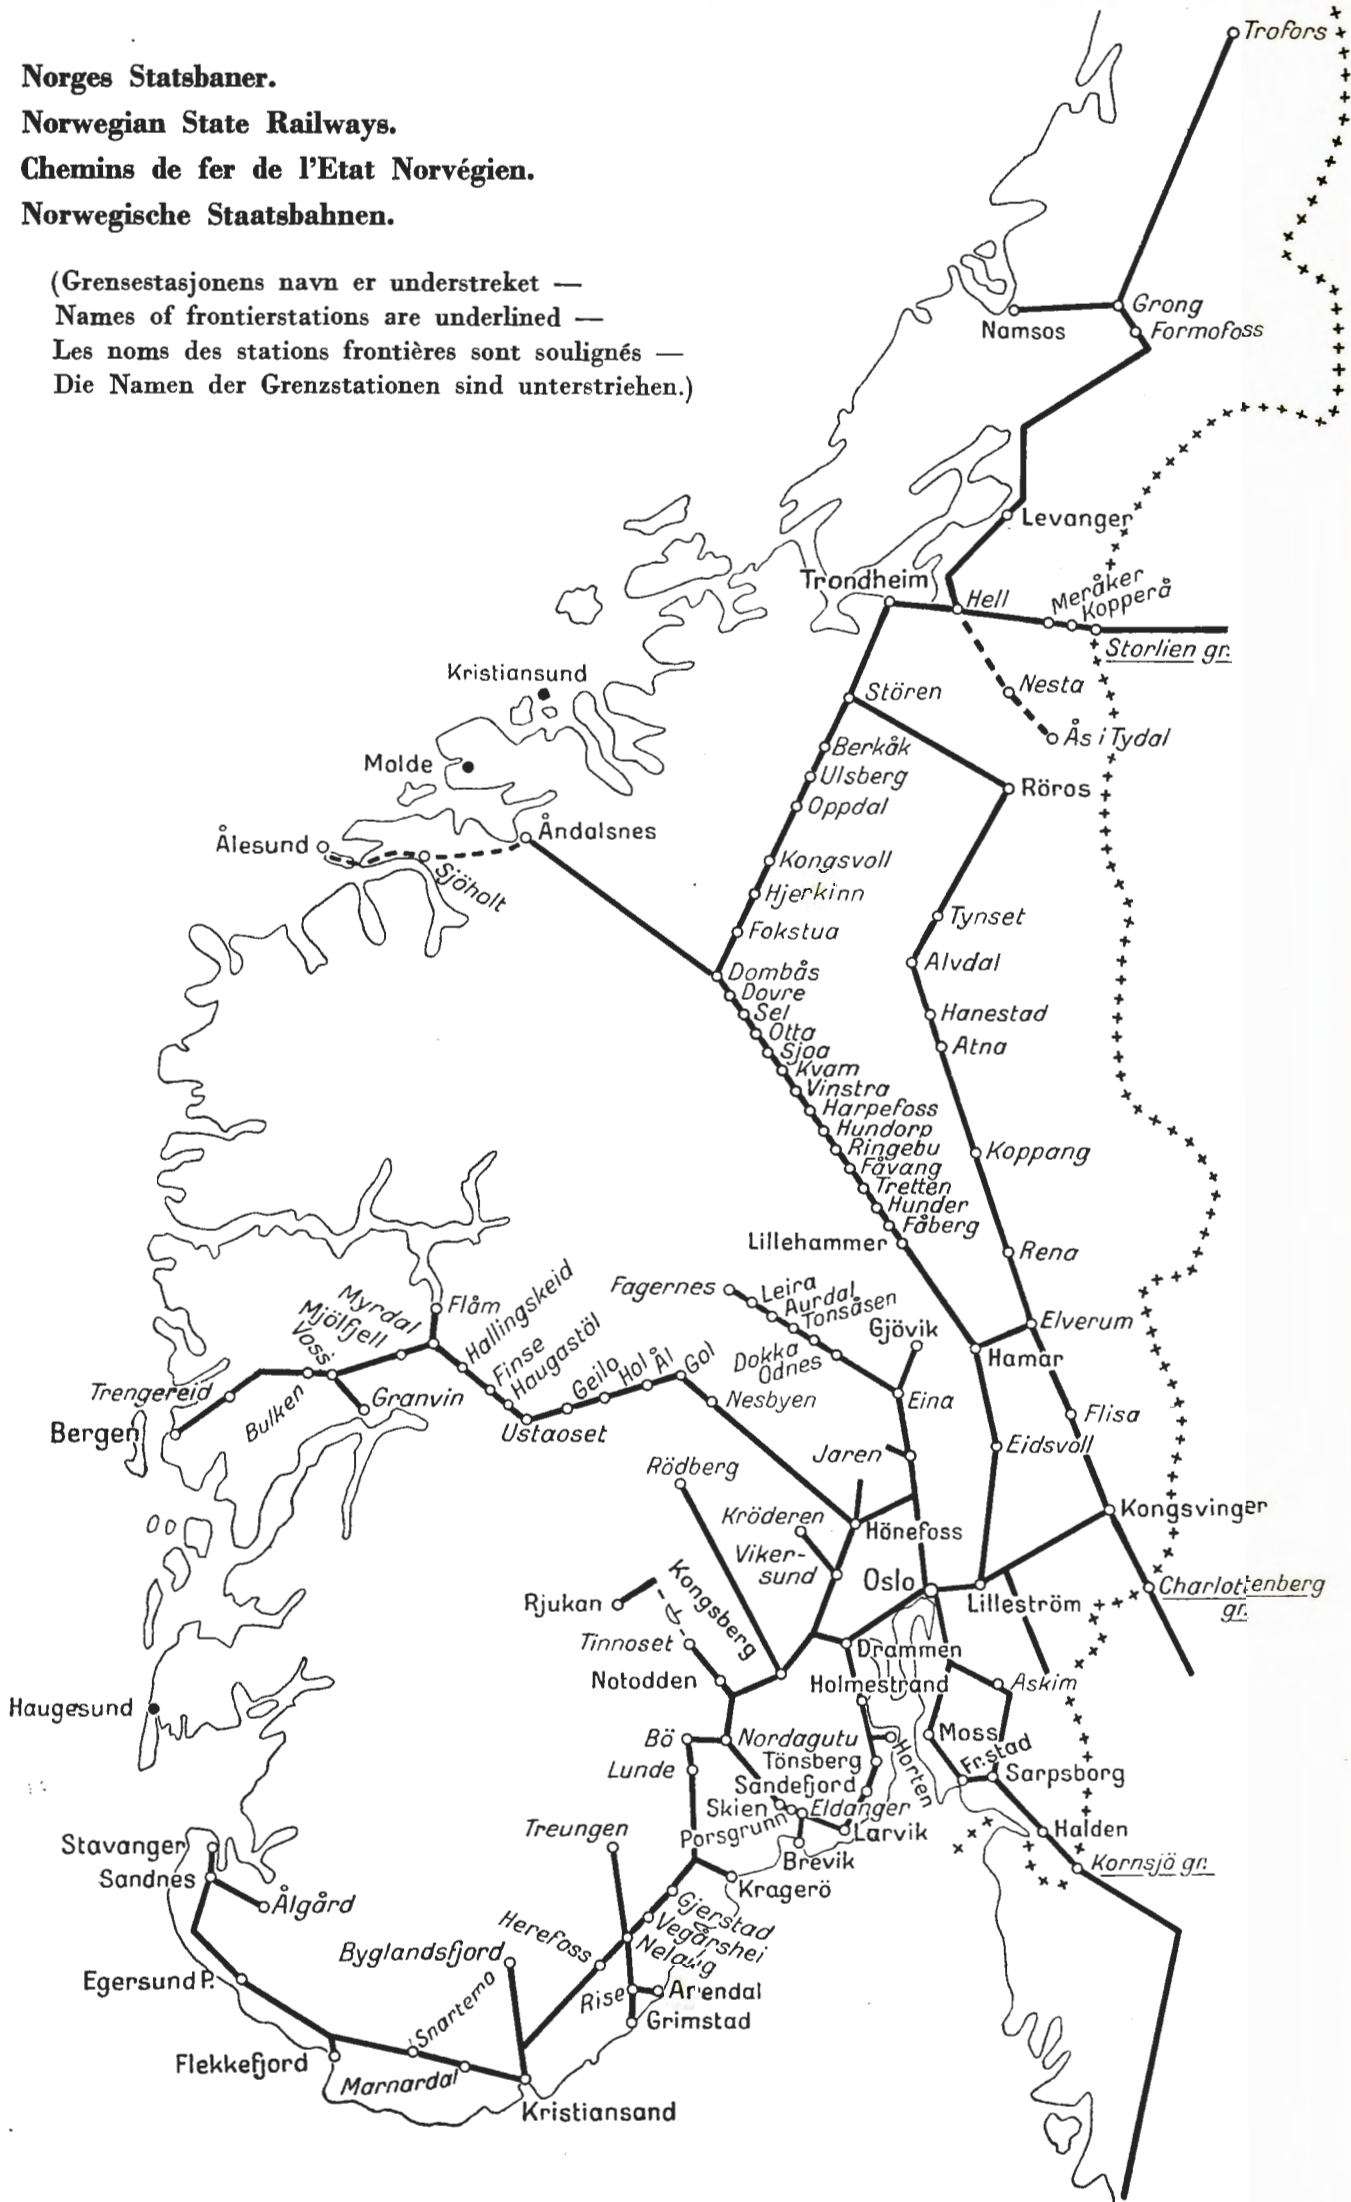 Norges Statsbaner.
Norwegian State Railways.
Chemins de fer de l'Etat Norvégien.
Norwegische Staatsbahnen.
(Grensestasjonens navn er understreket —
Names of frontierstations are underlined —
Les noms des stations frontières sont soulignés —
Die Namen der Grenzstationen sind unterstriehen.)
Trofors
Grong
Namsos
Formofoss
Levanger
Trondheim
Hell
Meråker
Kopperå
Storlien gr.
Kristiansund
Nesta
Stören
Ås i Tydal
Berkåk
Molde
Ulsberg
Röros
Oppdal
Ålesund
Åndalsnes
Sjöholt
Kongsvoll
Hjerkinn
Tynset
Fokstua
Alvdal
Dombås
Dovre
Sel
Hanestad
Otta
Sjoa
Atna
Kvam
Vinstra
Harpefoss
Hundorp
Ringebu
Koppang
Fåvang
Tretten
Hunder
Fåberg
Lillehammer
Rena
Fagernes
Leira
Aurdal
Tonsåsen
Gjövik
Elverum
Dokka
Odnes
Hamar
Flåm
Myrdal
Mjölfjell
Voss
Hallingskeid
Finse
Haugastöl
Geilo
Hol
Ål
Gol
Trengereid
Bulken
Granvin
Nesbyen
Eina
Flisa
Bergen
Ustaoset
Jaren
Eidsvoll
Rödberg
Kröderen
Hönefoss
Kongsvinger
Viker-
sund
Oslo
Lilleström
Charlottenberg
gr.
Rjukan
Kongsberg
Tinnoset
Drammen
Notodden
Holmestrand
Askim
Haugesund
Bö
Nordagutu
Moss
Fr.stad
Horten
Lunde
Tönsberg
Sarpsborg
Sandefjord
Skien
Eidanger
Porsgrunn
Larvik
Halden
Treungen
Brevik
Kornsjö gr.
Stavanger
Sandnes
Kragerö
Ålgård
Gjerstad
Vegårshei
Herefoss
Nelaug
Byglandsfjord
Egersund P.
Snartemo
Rise
Arendal
Grimstad
Flekkefjord
Marnardal
Kristiansand